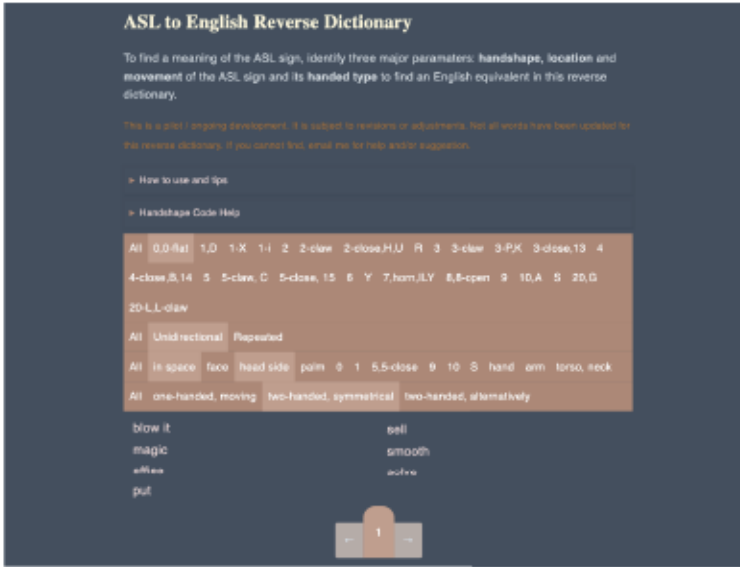 ASL to English Reverse Dictionary
To find a meaning of the ASL sign, identify three major paramaters: handshape, location and
movement of the ASL sign and its handed type to find an English equivalent in this reverse
dictionary.
This is a pilot / ongoing development. It is subject to revisions or adjustments. Not all words have been updated for
this reverse dictionary. If you cannot find, email me for help and/or suggestion.
▸ How to use and tips
▸ Handshape Code Help
All 0,0-flat 1,D 1-X 1-i 2 2-claw 2-close,H,U R 3 3-claw 3-P,K 3-close,13 4
4-close,B,14 5 5-claw, C 5-close, 15 6 Y 7,horn,ILY 8,8-open 9 10,A S 20,G
20-L,L-claw
All Unidirectional Repeated
All in space face head side palm 0 1 5,5-close 9 10 S hand arm torso, neck
All one-handed, moving two-handed, symmetrical two-handed, alternatively
blow it sell
magic smooth
office solve
put
← 1 →